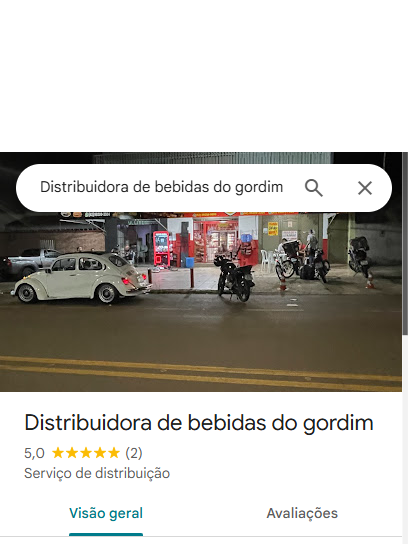 Distribuidora de bebidas do gordim
Distribuidora de bebidas do gordim
5,0 ★★★★★ (2)
Serviço de distribuição
Visão geral
Avaliações